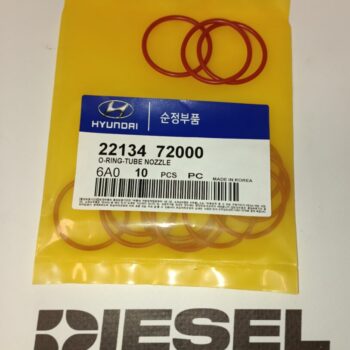 HYUNDAI
순정부품
22134 72000
O-RING-TUBE NOZZLE
6A0 10 PCS PC MADE IN KOREA
DIESEL